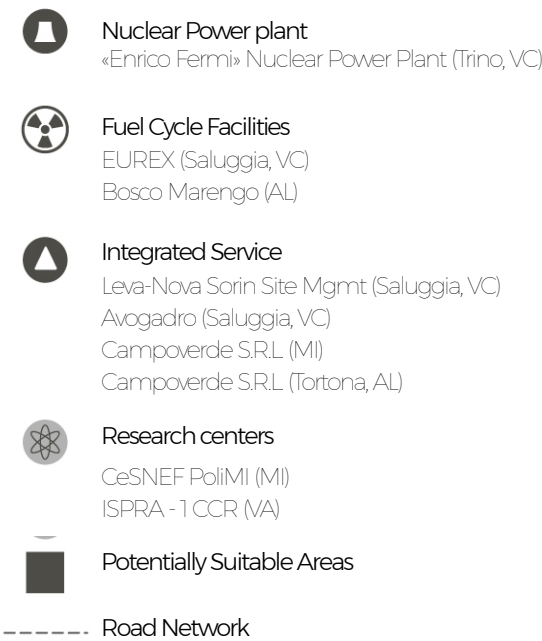 Nuclear Power plant
«Enrico Fermi» Nuclear Power Plant (Trino, VC)
Fuel Cycle Facilities
EUREX (Saluggia, VC)
Bosco Marengo (AL)
Integrated Service
Leva-Nova Sorin Site Mgmt (Saluggia, VC)
Avogadro (Saluggia, VC)
Campoverde S.R.L (MI)
Campoverde S.R.L (Tortona, AL)
Research centers
CeSNEF PoliMI (MI)
ISPRA - 1 CCR (VA)
Potentially Suitable Areas
Road Network